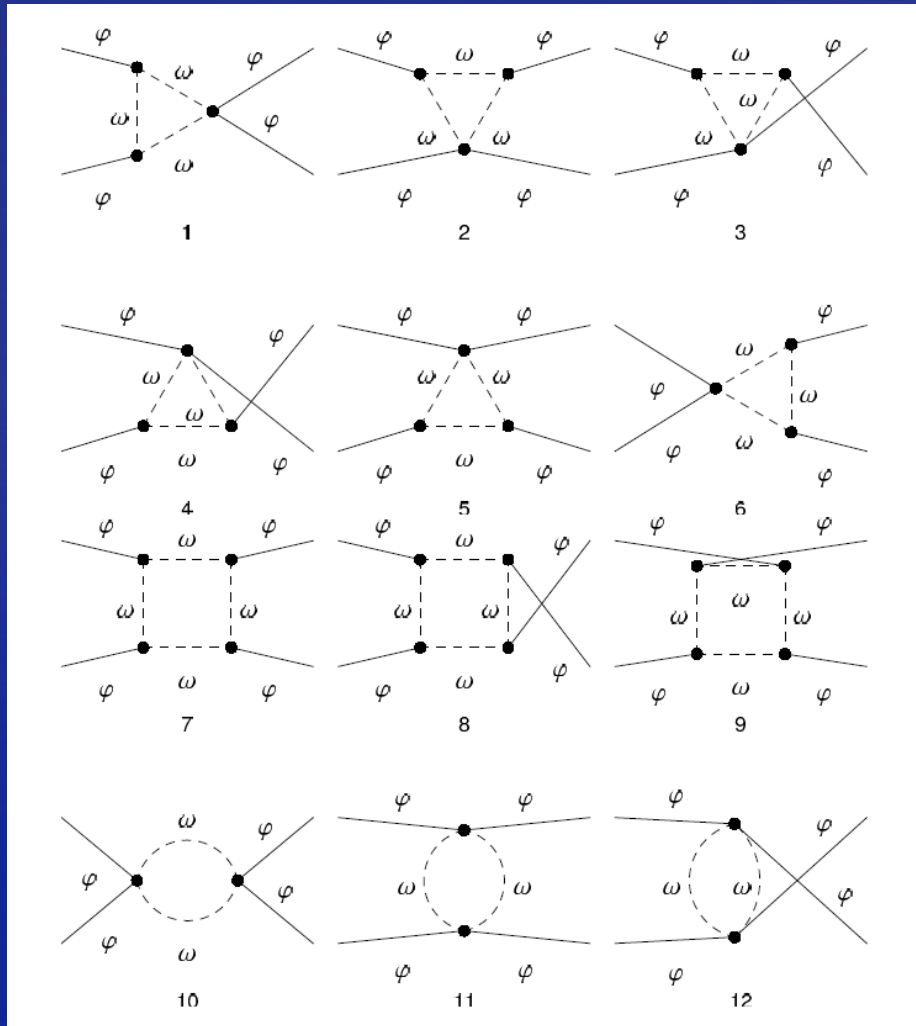 φ
ω φ
ω φ
ω
φ
1
φ ω φ
ω ω
φ φ
2
φ ω φ
ω
ω φ
φ
3
φ φ
ω
ω
φ ω φ
4
φ φ
ω ω
φ ω φ
5
φ
ω
φ ω
φ ω
φ
6
φ ω φ
ω ω
φ ω φ
7
φ ω φ
ω ω
φ ω φ
8
φ φ
ω
ω ω
φ ω φ
9
ω
φ
φ φ
φ ω
10
φ φ
ω ω
φ φ
11
φ φ
ω ω φ
φ
12